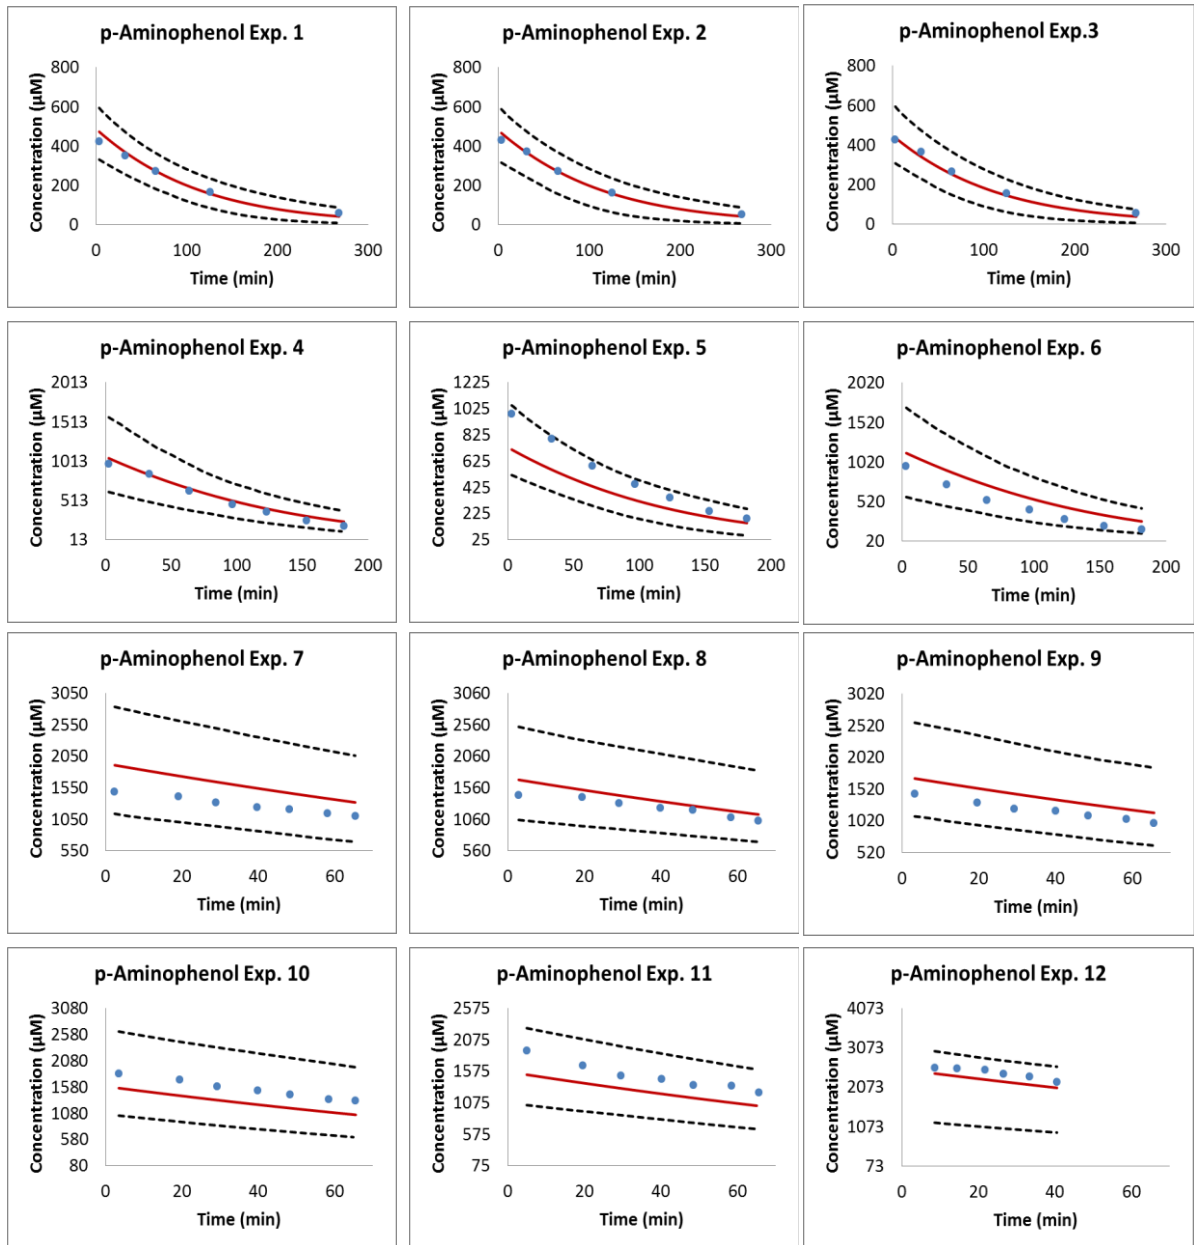 p-Aminophenol Exp. 1
Concentration (µM)
800
600
400
200
0
0 100 200 300
Time (min)
p-Aminophenol Exp. 2
Concentration (µM)
800
600
400
200
0
0 100 200 300
Time (min)
p-Aminophenol Exp.3
Concentration (µM)
800
600
400
200
0
0 100 200 300
Time (min)
p-Aminophenol Exp. 4
Concentration (µM)
2013
1513
1013
513
13
0 50 100 150 200
Time (min)
p-Aminophenol Exp. 5
Concentration (µM)
1225
1025
825
625
425
225
25
0 50 100 150 200
Time (min)
p-Aminophenol Exp. 6
Concentration (µM)
2020
1520
1020
520
20
0 50 100 150 200
Time (min)
p-Aminophenol Exp. 7
Concentration (µM)
3050
2550
2050
1550
1050
550
0 20 40 60
Time (min)
p-Aminophenol Exp. 8
Concentration (µM)
3060
2560
2060
1560
1060
560
0 20 40 60
Time (min)
p-Aminophenol Exp. 9
Concentration (µM)
3020
2520
2020
1520
1020
520
0 20 40 60
Time (min)
p-Aminophenol Exp. 10
Concentration (µM)
3080
2580
2080
1580
1080
580
80
0 20 40 60
Time (min)
p-Aminophenol Exp. 11
Concentration (µM)
2575
2075
1575
1075
575
75
0 20 40 60
Time (min)
p-Aminophenol Exp. 12
Concentration (µM)
4073
3073
2073
1073
73
0 20 40 60
Time (min)